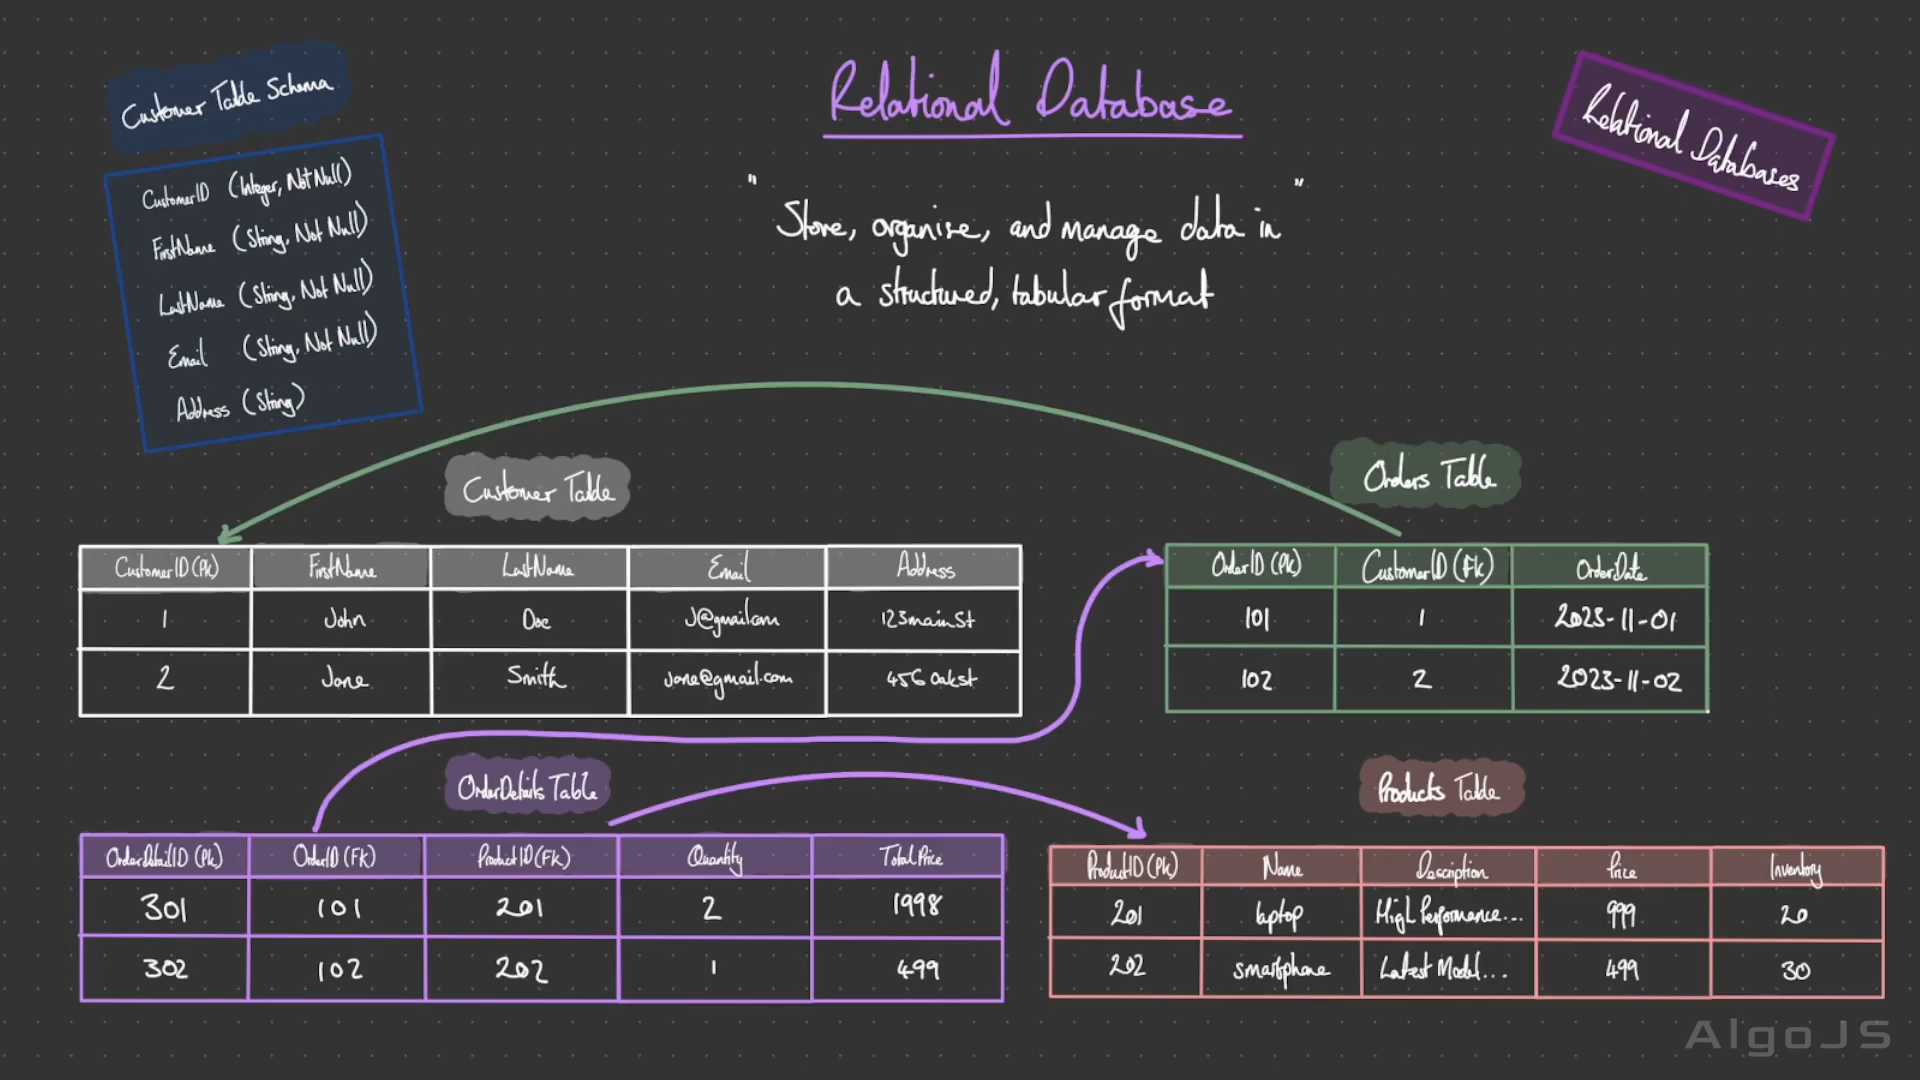 Customer Table Schema
CustomerID (Integer, Not Null)
FirstName (String, Not Null)
LastName (String, Not Null)
Email (String, Not Null)
Address (String)
Relational Database
"Store, organise, and manage data in"
a structured, tabular format
Relational Databases
Customer Table
CustomerID (Pk) FirstName LastName Email Address
1 John Doe J@gmail.com 123 main St
2 Jane Smith jane@gmail.com 456 Oak st
Orders Table
OrderID (Pk) CustomerID (Fk) OrderDate
101 1 2023-11-01
102 2 2023-11-02
OrderDetails Table
OrderDetailID (Pk) OrderID (Fk) ProductID (Fk) Quantity Total Price
301 101 201 2 1998
302 102 202 1 499
Products Table
ProductID (Pk) Name Description Price Inventory
201 laptop High Performance... 999 20
202 smartphone Latest Model... 499 30
AlgoJS